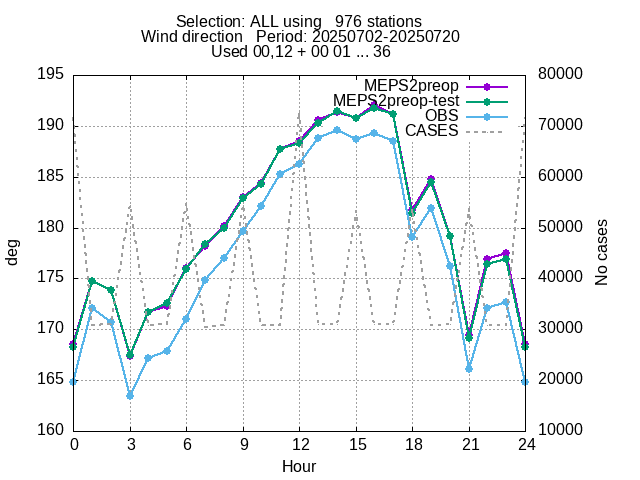 Selection: ALL using   976 stations
Wind direction   Period: 20250702-20250720
Used 00,12 + 00 01 ... 36
195 80000
MEPS2preop
MEPS2preop-test
OBS
CASES
190 70000
185 60000
180 50000
175 40000
170 30000
165 20000
160 10000
deg
No cases
0 3 6 9 12 15 18 21 24
Hour